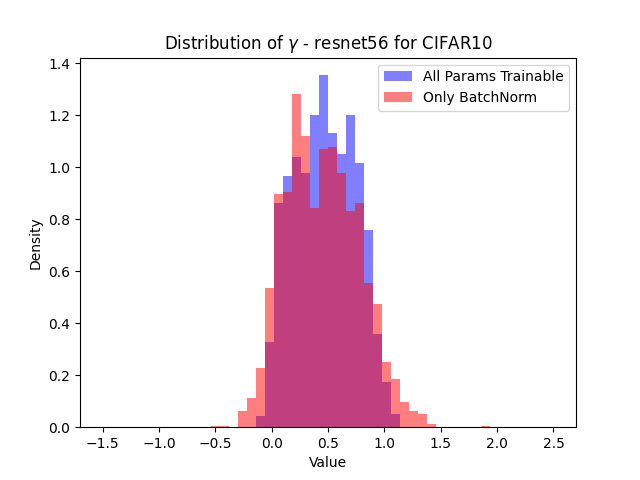 Distribution of γ - resnet56 for CIFAR10
All Params Trainable
Only BatchNorm
Density
1.4
1.2
1.0
0.8
0.6
0.4
0.2
0.0
−1.5 −1.0 −0.5 0.0 0.5 1.0 1.5 2.0 2.5
Value